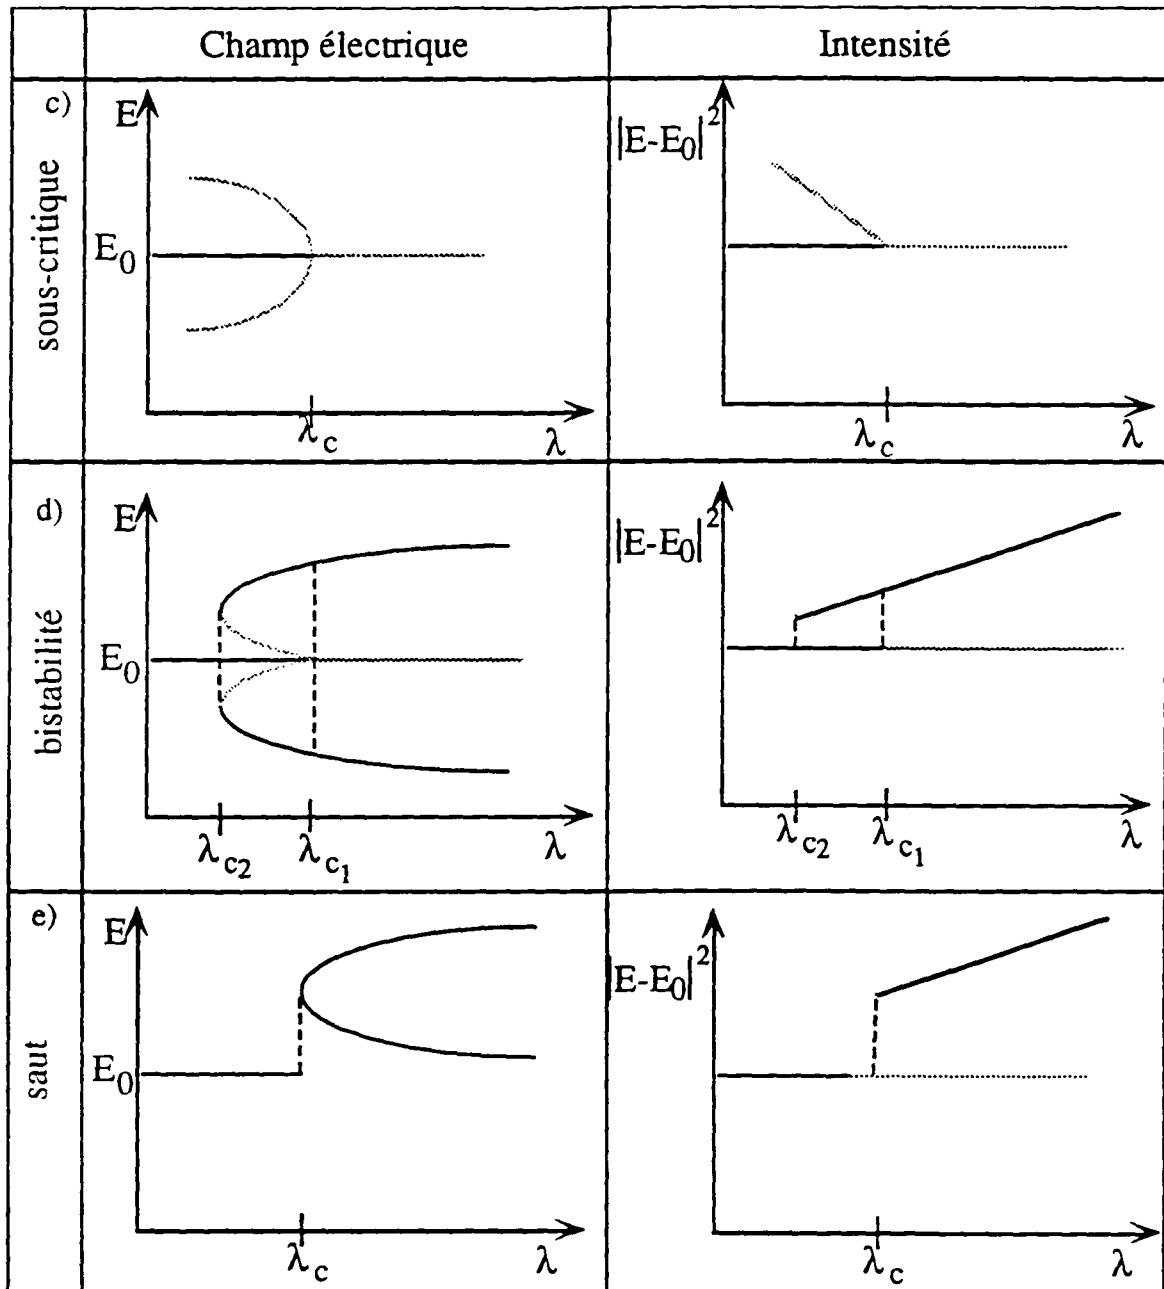 Champ électrique
Intensité
c)
sous-critique
E
E₀
λc
λ
|E-E₀|²
λc
λ
d)
bistabilité
E
E₀
λc₂
λc₁
λ
|E-E₀|²
λc₂
λc₁
λ
e)
saut
E
E₀
λc
λ
|E-E₀|²
λc
λ